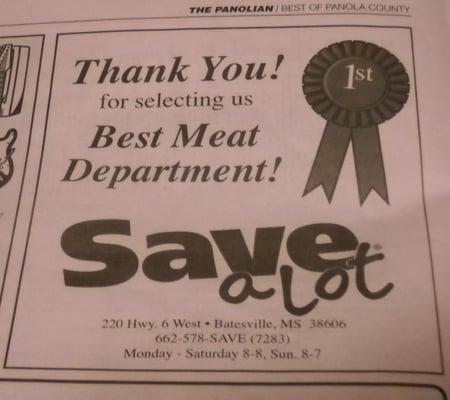 THE PANOLIAN / BEST OF PANOLA COUNTY
Thank You!
for selecting us
Best Meat
Department!
1st
Save
a lot®
220 Hwy. 6 West • Batesville, MS 38606
662-578-SAVE (7283)
Monday - Saturday 8-8, Sun. 8-7